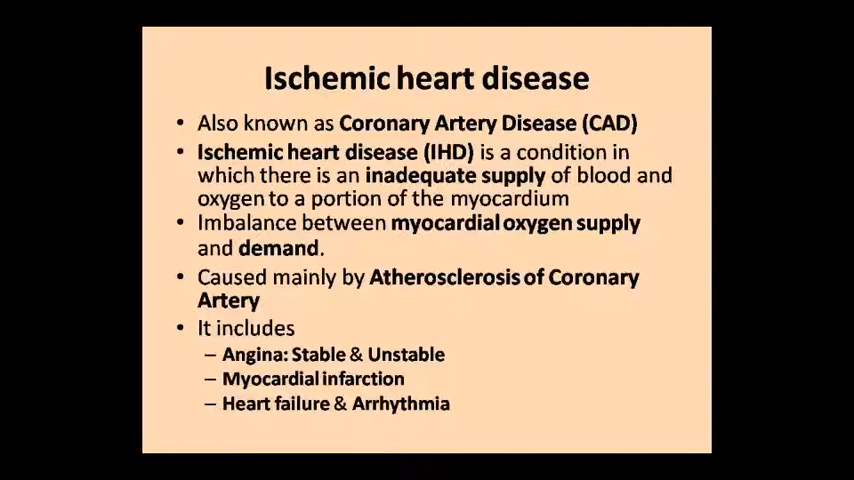 Ischemic heart disease
• Also known as Coronary Artery Disease (CAD)
• Ischemic heart disease (IHD) is a condition in
which there is an inadequate supply of blood and
oxygen to a portion of the myocardium
• Imbalance between myocardial oxygen supply
and demand.
• Caused mainly by Atherosclerosis of Coronary
Artery
• It includes
– Angina: Stable & Unstable
– Myocardial infarction
– Heart failure & Arrhythmia